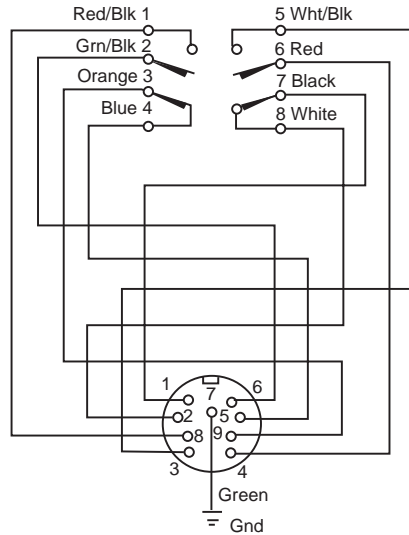 Red/Blk 1
5 Wht/Blk
Grn/Blk 2
6 Red
Orange 3
7 Black
Blue 4
8 White
1
7
6
2
5
8
9
3
4
Green
Gnd